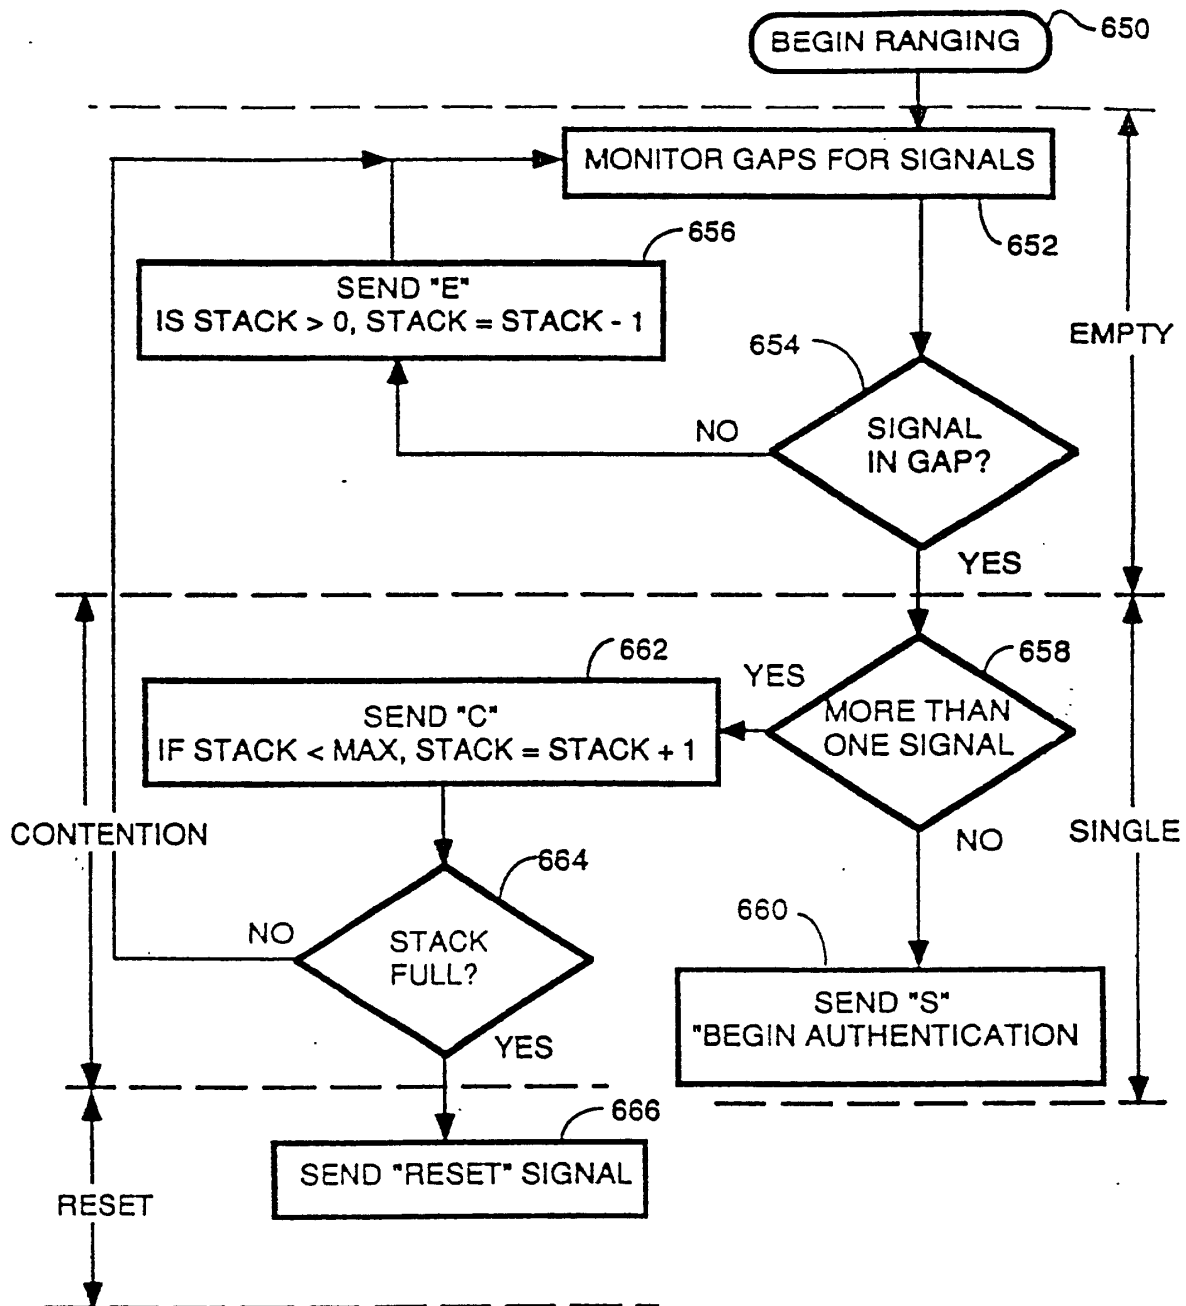 BEGIN RANGING
650
MONITOR GAPS FOR SIGNALS
652
656
SEND "E"
IS STACK > 0, STACK = STACK - 1
EMPTY
654
SIGNAL
IN GAP?
NO
YES
662
YES
658
SEND "C"
IF STACK < MAX, STACK = STACK + 1
MORE THAN
ONE SIGNAL
CONTENTION
SINGLE
NO
664
STACK
FULL?
NO
YES
660
SEND "S"
"BEGIN AUTHENTICATION
666
SEND "RESET" SIGNAL
RESET